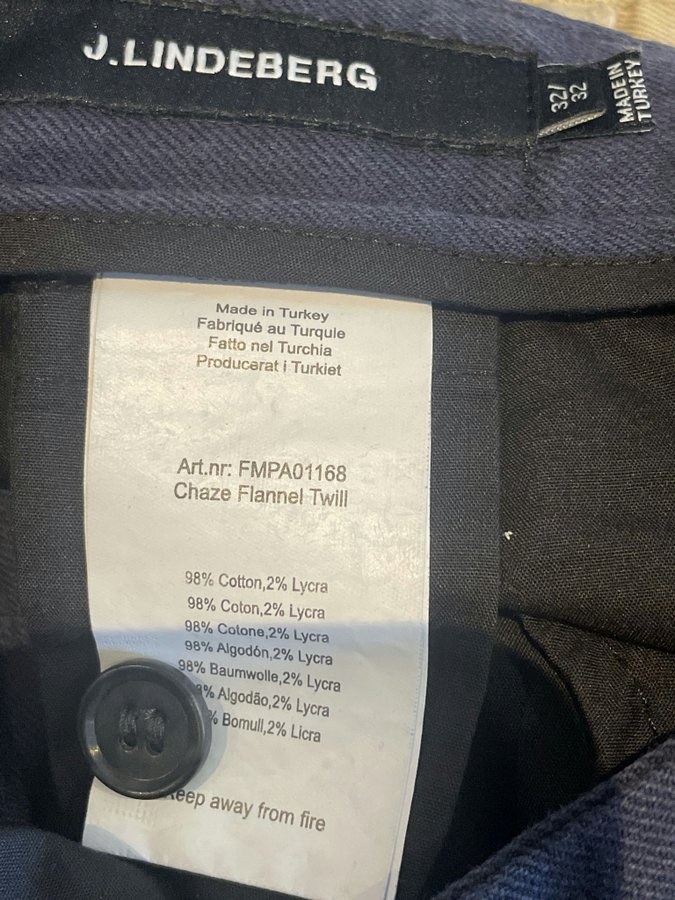 J.LINDEBERG
32/
32
MADE IN
TURKEY
Made in Turkey
Fabriqué au Turquie
Fatto nel Turchia
Producerat i Turkiet
Art.nr: FMPA01168
Chaze Flannel Twill
98% Cotton,2% Lycra
98% Coton,2% Lycra
98% Cotone,2% Lycra
98% Algodón,2% Lycra
98% Baumwolle,2% Lycra
8% Algodão,2% Lycra
% Bomull,2% Licra
eep away from fire